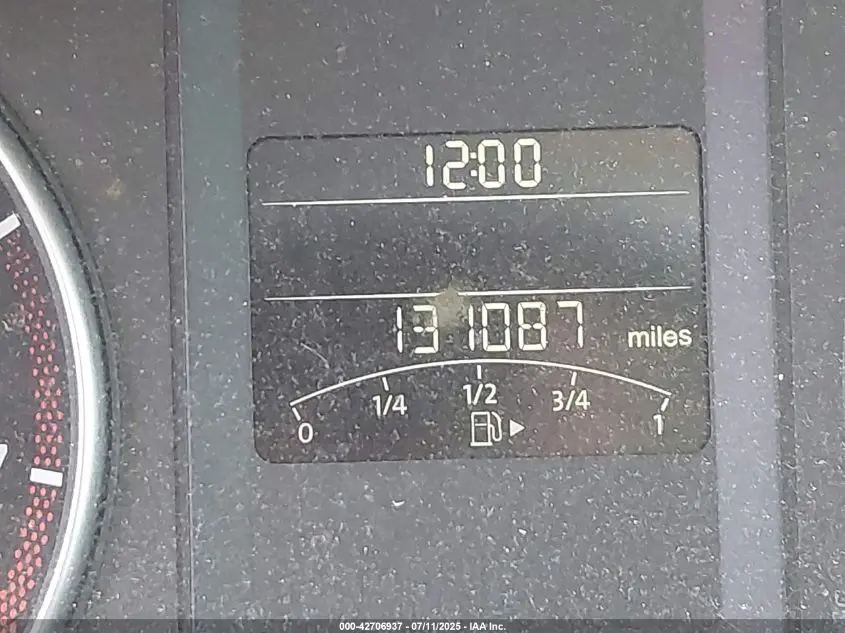 12:00
131087 miles
0 1/4 1/2 3/4 1
000-42706937 - 07/11/2025 - IAA Inc.